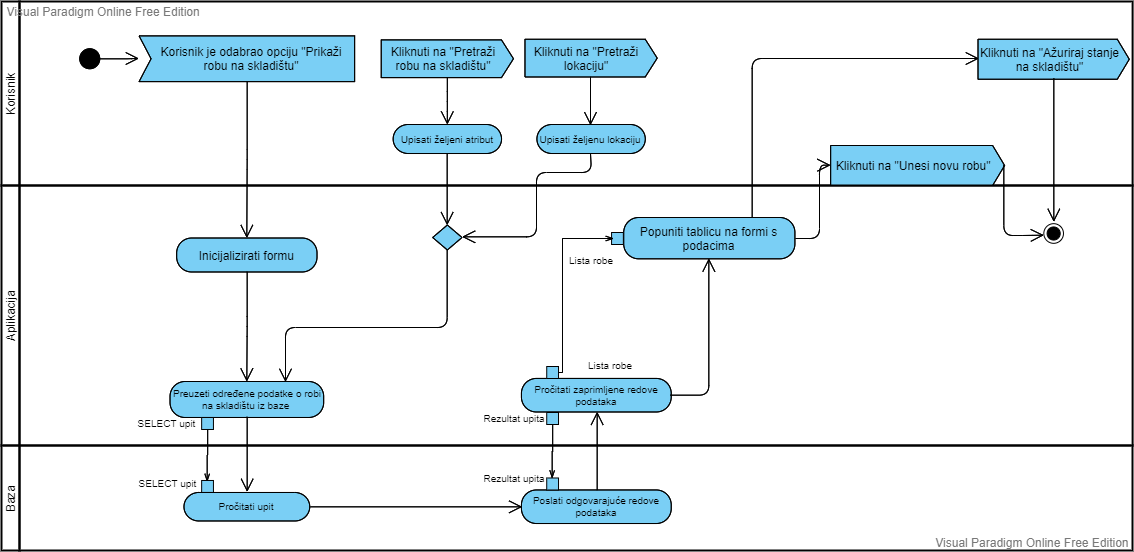 Visual Paradigm Online Free Edition
Korisnik
Korisnik je odabrao opciju "Prikaži
robu na skladištu"
Kliknuti na "Pretraži
robu na skladištu"
Kliknuti na "Pretraži
lokaciju"
Kliknuti na "Ažuriraj stanje
na skladištu"
Upisati željeni atribut
Upisati željenu lokaciju
Kliknuti na "Unesi novu robu"
Aplikacija
Inicijalizirati formu
Popuniti tablicu na formi s
podacima
Lista robe
Lista robe
Preuzeti određene podatke o robi
na skladištu iz baze
Pročitati zaprimljene redove
podataka
SELECT upit
Rezultat upita
Baza
SELECT upit
Rezultat upita
Pročitati upit
Poslati odgovarajuće redove
podataka
Visual Paradigm Online Free Edition